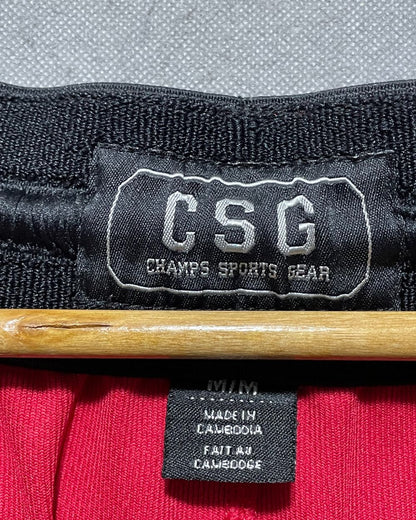 CSG
CHAMPS SPORTS GEAR
M/M
MADE IN
CAMBODIA
FAIT AU
CAMBODGE